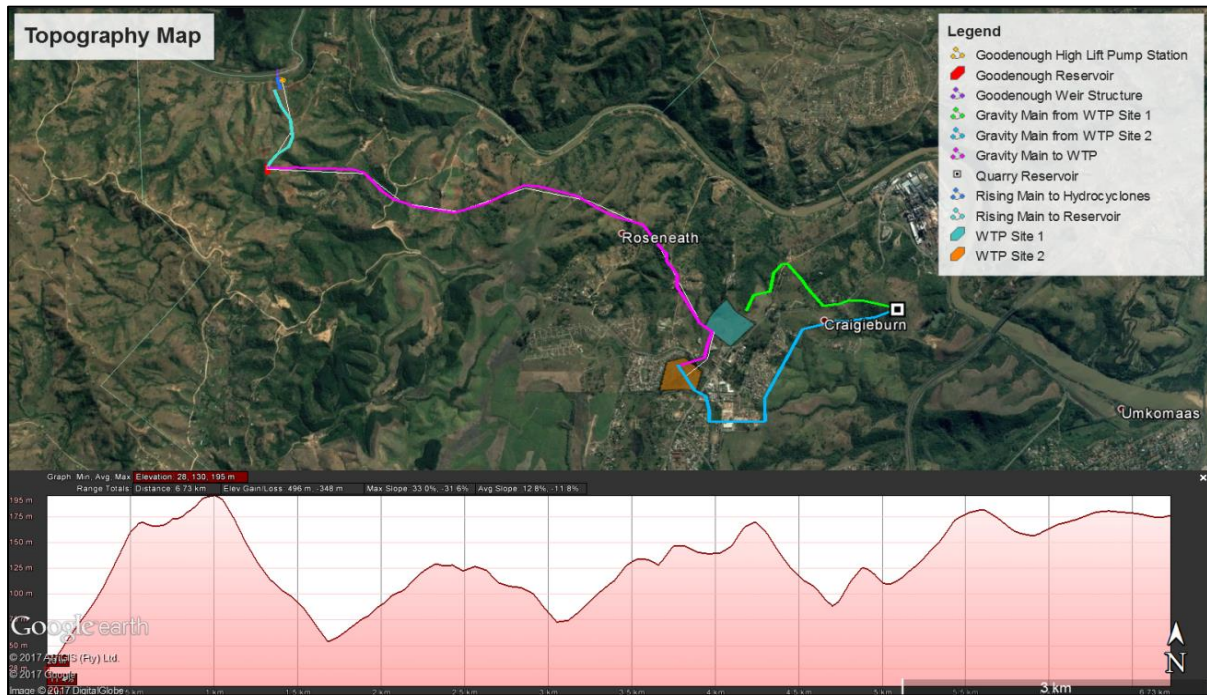 Topography Map
Legend
Goodenough High Lift Pump Station
Goodenough Reservoir
Goodenough Weir Structure
Gravity Main from WTP Site 1
Gravity Main from WTP Site 2
Gravity Main to WTP
Quarry Reservoir
Rising Main to Hydrocyclones
Rising Main to Reservoir
WTP Site 1
WTP Site 2
Roseneath
Craigieburn
Umkomaas
Graph: Min, Avg, Max Elevation: 28, 130, 195 m
Range Totals: Distance: 6.73 km Elev Gain/Loss: 496 m, -348 m Max Slope: 33.0%, -31.6% Avg Slope: 12.8%, -11.8%
195 m
175 m
150 m
125 m
100 m
50 m
28 m
Google earth
© 2017 AfriGIS (Pty) Ltd.
© 2017 Google
Image © 2017 DigitalGlobe
1 km
2 km
2.5 km
3 km
3.5 km
4 km
4.5 km
5 km
5.5 km
6.73 km
3 km
N